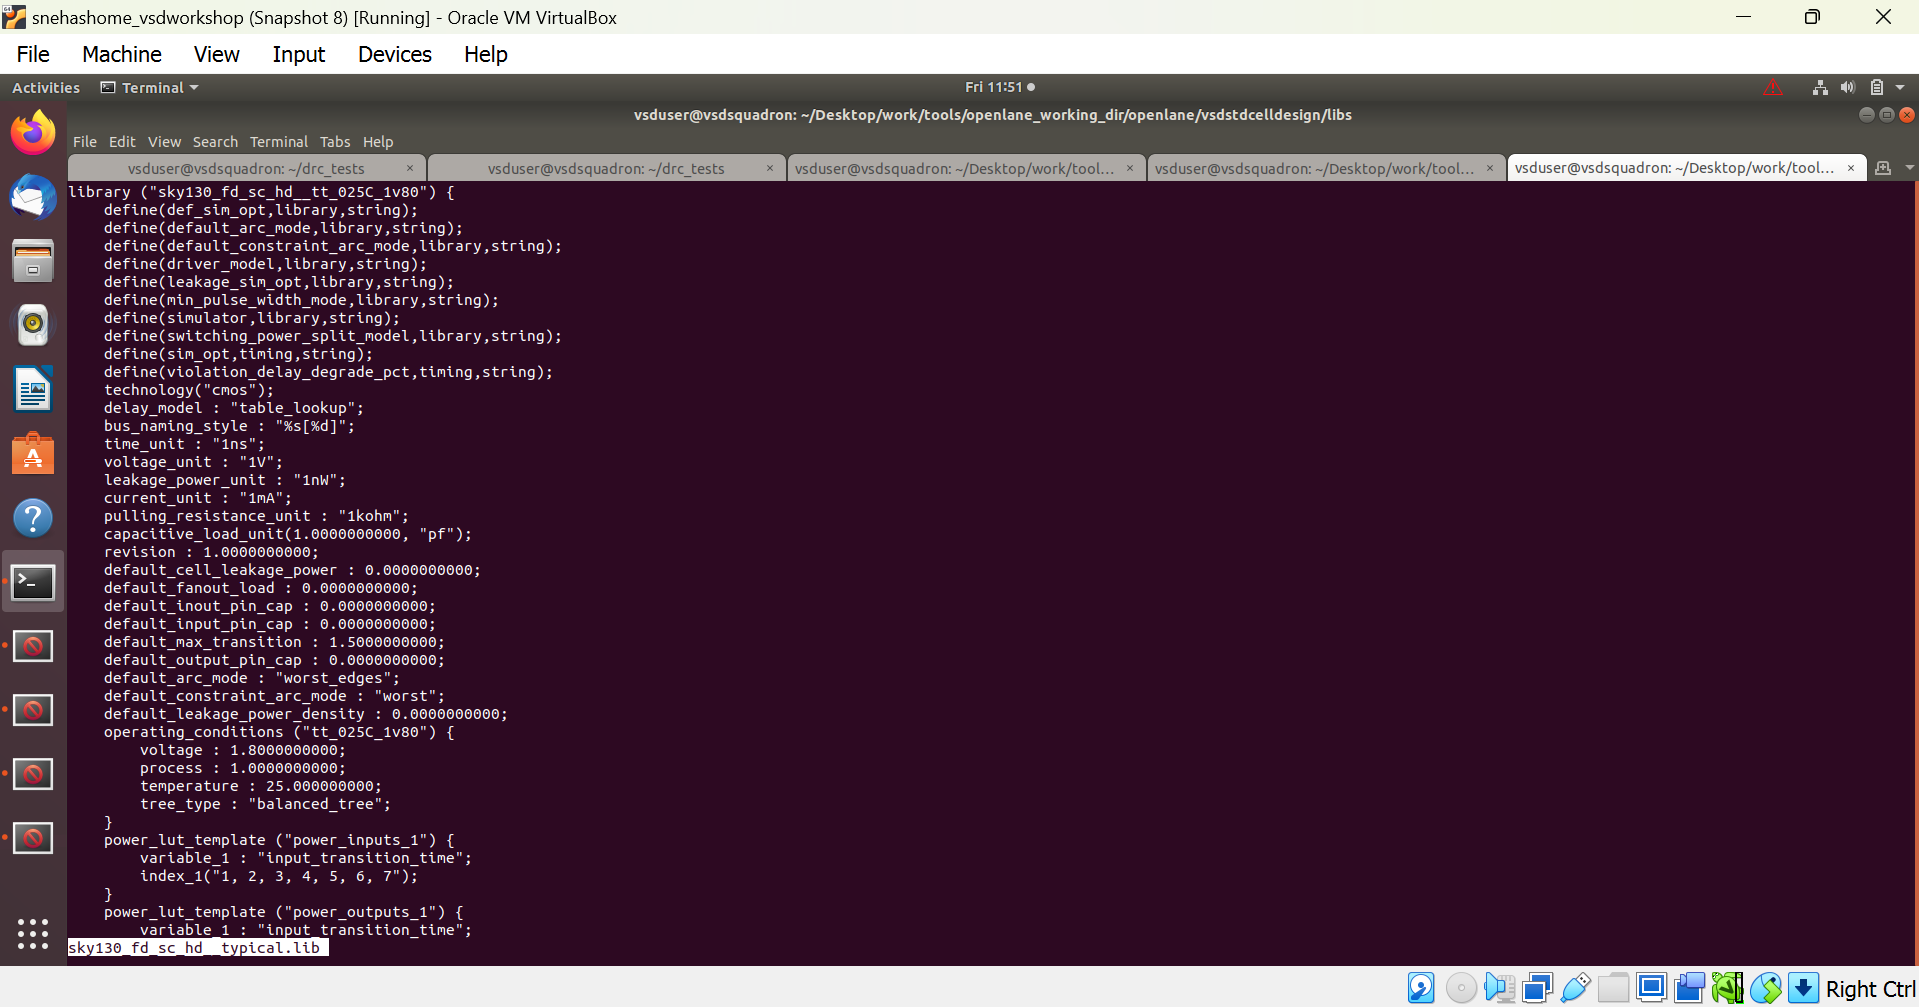 snehashome_vsdworkshop (Snapshot 8) [Running] - Oracle VM VirtualBox
File Machine View Input Devices Help
Activities Terminal Fri 11:51
vsduser@vsdsquadron: ~/Desktop/work/tools/openlane_working_dir/openlane/vsdstdcelldesign/libs
File Edit View Search Terminal Tabs Help
vsduser@vsdsquadron: ~/drc_tests × vsduser@vsdsquadron: ~/drc_tests × vsduser@vsdsquadron: ~/Desktop/work/tool... × vsduser@vsdsquadron: ~/Desktop/work/tool... × vsduser@vsdsquadron: ~/Desktop/work/tool... ×
library ("sky130_fd_sc_hd__tt_025C_1v80") {
    define(def_sim_opt,library,string);
    define(default_arc_mode,library,string);
    define(default_constraint_arc_mode,library,string);
    define(driver_model,library,string);
    define(leakage_sim_opt,library,string);
    define(min_pulse_width_mode,library,string);
    define(simulator,library,string);
    define(switching_power_split_model,library,string);
    define(sim_opt,timing,string);
    define(violation_delay_degrade_pct,timing,string);
    technology("cmos");
    delay_model : "table_lookup";
    bus_naming_style : "%s[%d]";
    time_unit : "1ns";
    voltage_unit : "1V";
    leakage_power_unit : "1nW";
    current_unit : "1mA";
    pulling_resistance_unit : "1kohm";
    capacitive_load_unit(1.0000000000, "pf");
    revision : 1.0000000000;
    default_cell_leakage_power : 0.0000000000;
    default_fanout_load : 0.0000000000;
    default_inout_pin_cap : 0.0000000000;
    default_input_pin_cap : 0.0000000000;
    default_max_transition : 1.5000000000;
    default_output_pin_cap : 0.0000000000;
    default_arc_mode : "worst_edges";
    default_constraint_arc_mode : "worst";
    default_leakage_power_density : 0.0000000000;
    operating_conditions ("tt_025C_1v80") {
        voltage : 1.8000000000;
        process : 1.0000000000;
        temperature : 25.000000000;
        tree_type : "balanced_tree";
    }
    power_lut_template ("power_inputs_1") {
        variable_1 : "input_transition_time";
        index_1("1, 2, 3, 4, 5, 6, 7");
    }
    power_lut_template ("power_outputs_1") {
        variable_1 : "input_transition_time";
sky130_fd_sc_hd__typical.lib
Right Ctrl